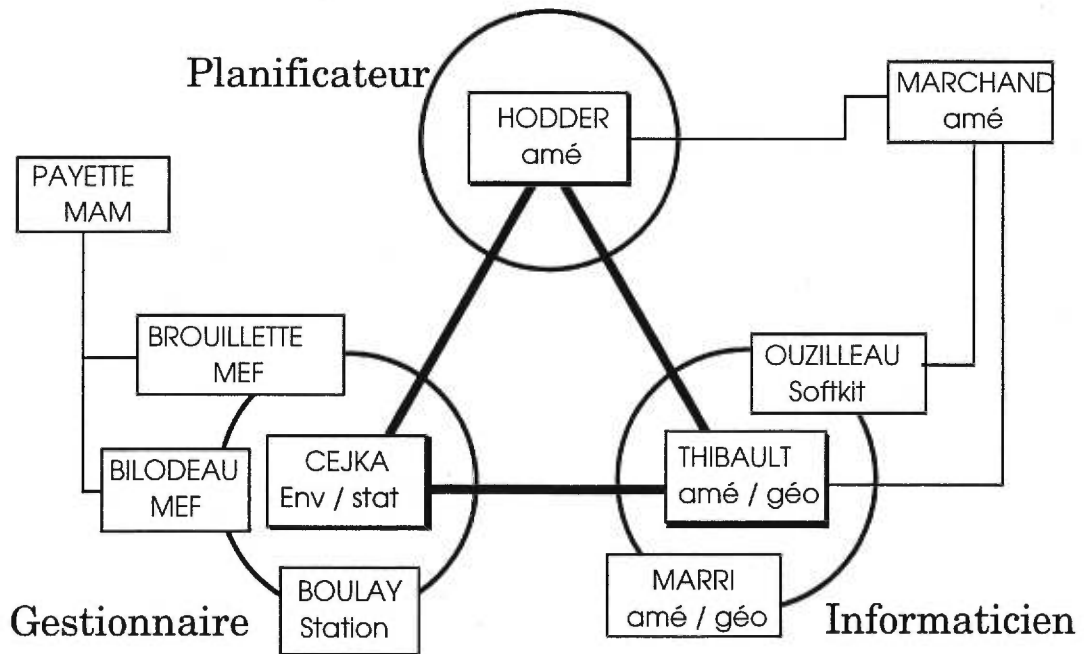 Planificateur
HODDER
amé
MARCHAND
amé
PAYETTE
MAM
BROUILLETTE
MEF
OUZILLEAU
Softkit
BILODEAU
MEF
CEJKA
Env / stat
THIBAULT
amé / géo
BOULAY
Station
MARRI
amé / géo
Gestionnaire
Informaticien